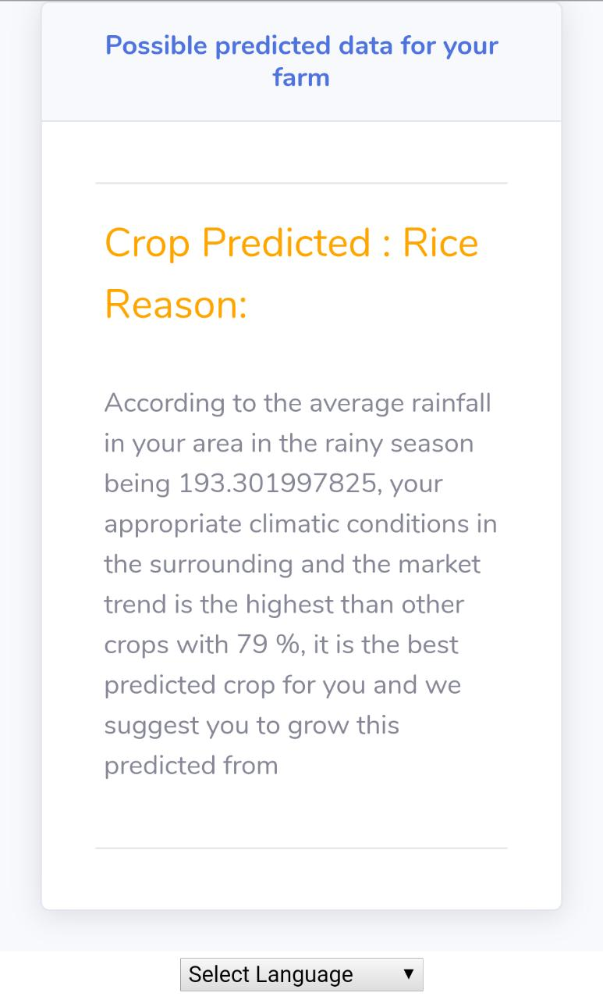 Possible predicted data for your
farm
Crop Predicted : Rice
Reason:
According to the average rainfall
in your area in the rainy season
being 193.301997825, your
appropriate climatic conditions in
the surrounding and the market
trend is the highest than other
crops with 79 %, it is the best
predicted crop for you and we
suggest you to grow this
predicted from
Select Language